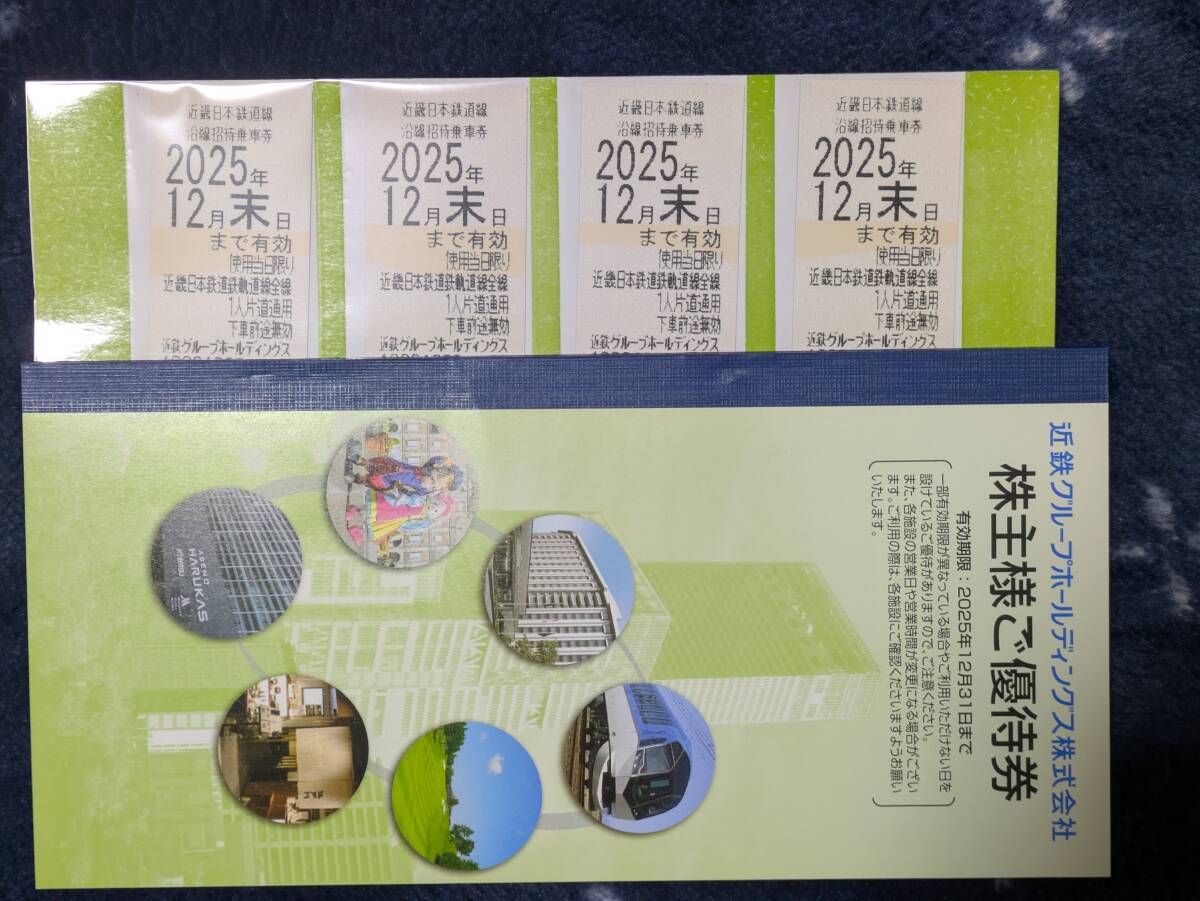 近畿日本鉄道線
沿線招待乗車券
2025年
12月末日
まで有効
使用当日限り
近畿日本鉄道鉄軌道線全線
1人片道通用
下車前途無効
近鉄グループホールディングス
近畿日本鉄道線
沿線招待乗車券
2025年
12月末日
まで有効
使用当日限り
近畿日本鉄道鉄軌道線全線
1人片道通用
下車前途無効
近鉄グループホールディングス
近畿日本鉄道線
沿線招待乗車券
2025年
12月末日
まで有効
使用当日限り
近畿日本鉄道鉄軌道線全線
1人片道通用
下車前途無効
近鉄グループホールディングス
近畿日本鉄道線
沿線招待乗車券
2025年
12月末日
まで有効
使用当日限り
近畿日本鉄道鉄軌道線全線
1人片道通用
下車前途無効
近鉄グループホールディングス
近鉄グループホールディングス株式会社
株主様ご優待券
有効期限：2025年12月31日まで
一部有効期限が異なっている場合やご利用いただけない日を
設けているご優待がありますので、ご注意ください。
また、各施設の営業日や営業時間が変更になる場合がござい
ます。ご利用の際は、各施設にご確認くださいますようお願い
いたします。
ABENO
HARUKAS